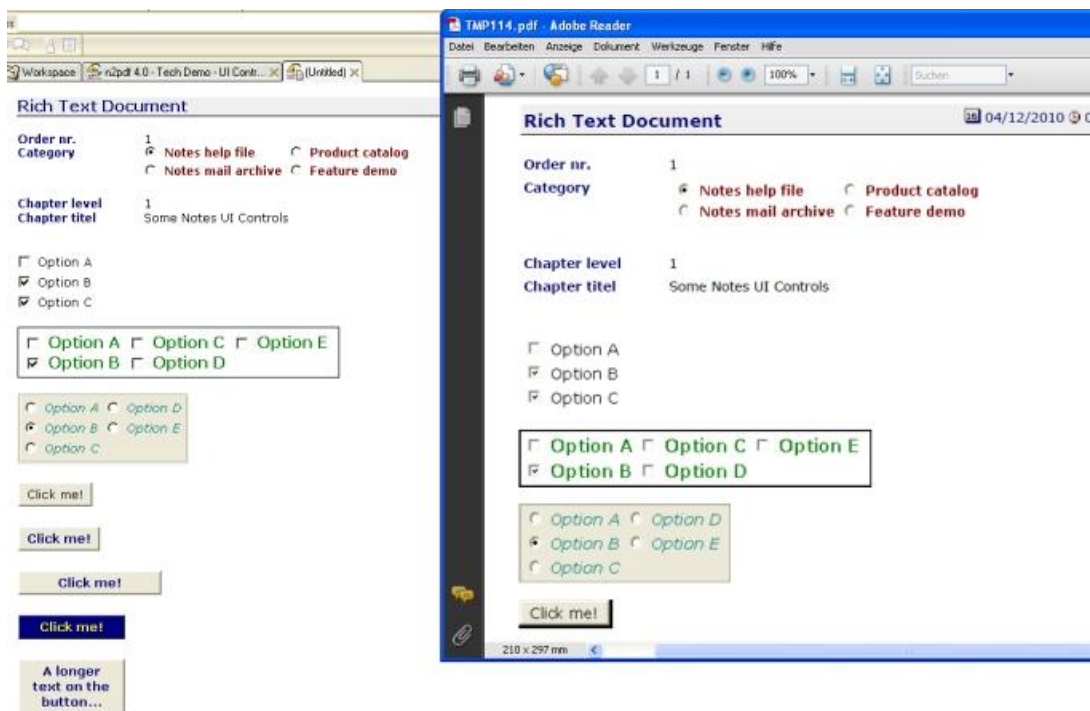 Workspace
n2pdf 4.0 - Tech Demo - UI Contr...
(Untitled)
Rich Text Document
Order nr. 1
Category Notes help file Product catalog
Notes mail archive Feature demo
Chapter level 1
Chapter titel Some Notes UI Controls
Option A
Option B
Option C
Option A Option C Option E
Option B Option D
Option A Option D
Option B Option E
Option C
Click me!
Click me!
Click me!
Click me!
A longer
text on the
button...
TMP114.pdf - Adobe Reader
Datei Bearbeiten Anzeige Dokument Werkzeuge Fenster Hilfe
1 / 1 100% Suchen
Rich Text Document 04/12/2010 0
Order nr. 1
Category Notes help file Product catalog
Notes mail archive Feature demo
Chapter level 1
Chapter titel Some Notes UI Controls
Option A
Option B
Option C
Option A Option C Option E
Option B Option D
Option A Option D
Option B Option E
Option C
Click me!
210 x 297 mm